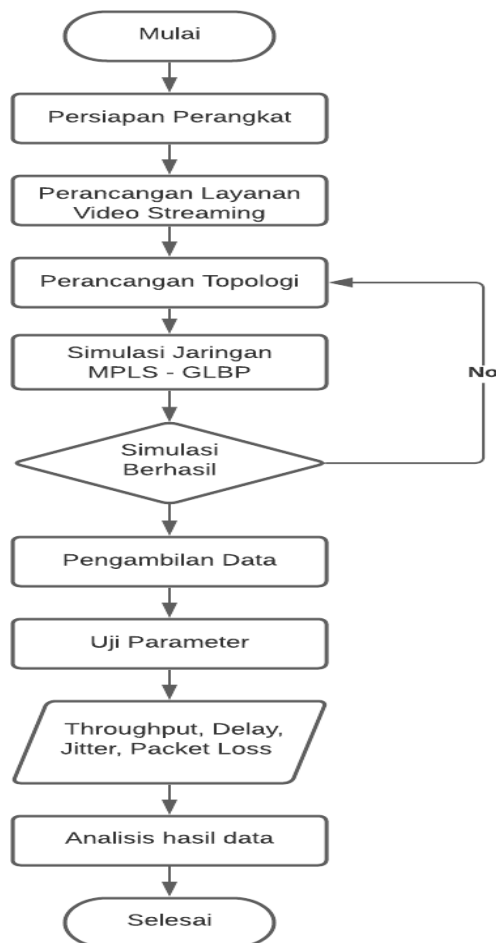 Mulai
Persiapan Perangkat
Perancangan Layanan
Video Streaming
Perancangan Topologi
Simulasi Jaringan
MPLS - GLBP
No
Simulasi
Berhasil
Pengambilan Data
Uji Parameter
Throughput, Delay,
Jitter, Packet Loss
Analisis hasil data
Selesai